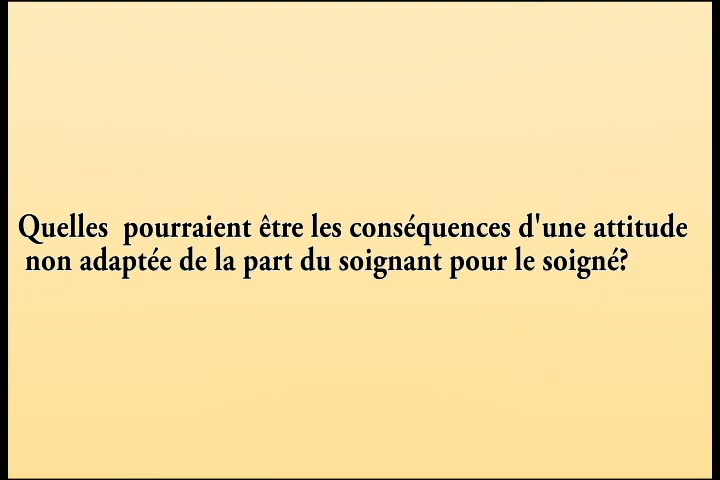 Quelles pourraient être les conséquences d'une attitude
non adaptée de la part du soignant pour le soigné?